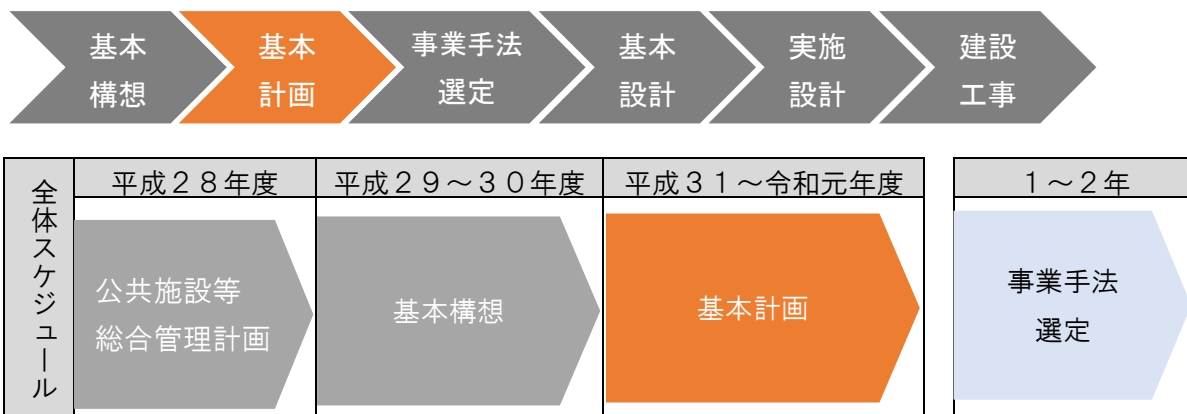 基本
構想
基本
計画
事業手法
選定
基本
設計
実施
設計
建設
工事
全体スケジュール
平成２８年度
平成２９～３０年度
平成３１～令和元年度
１～２年
公共施設等
総合管理計画
基本構想
基本計画
事業手法
選定